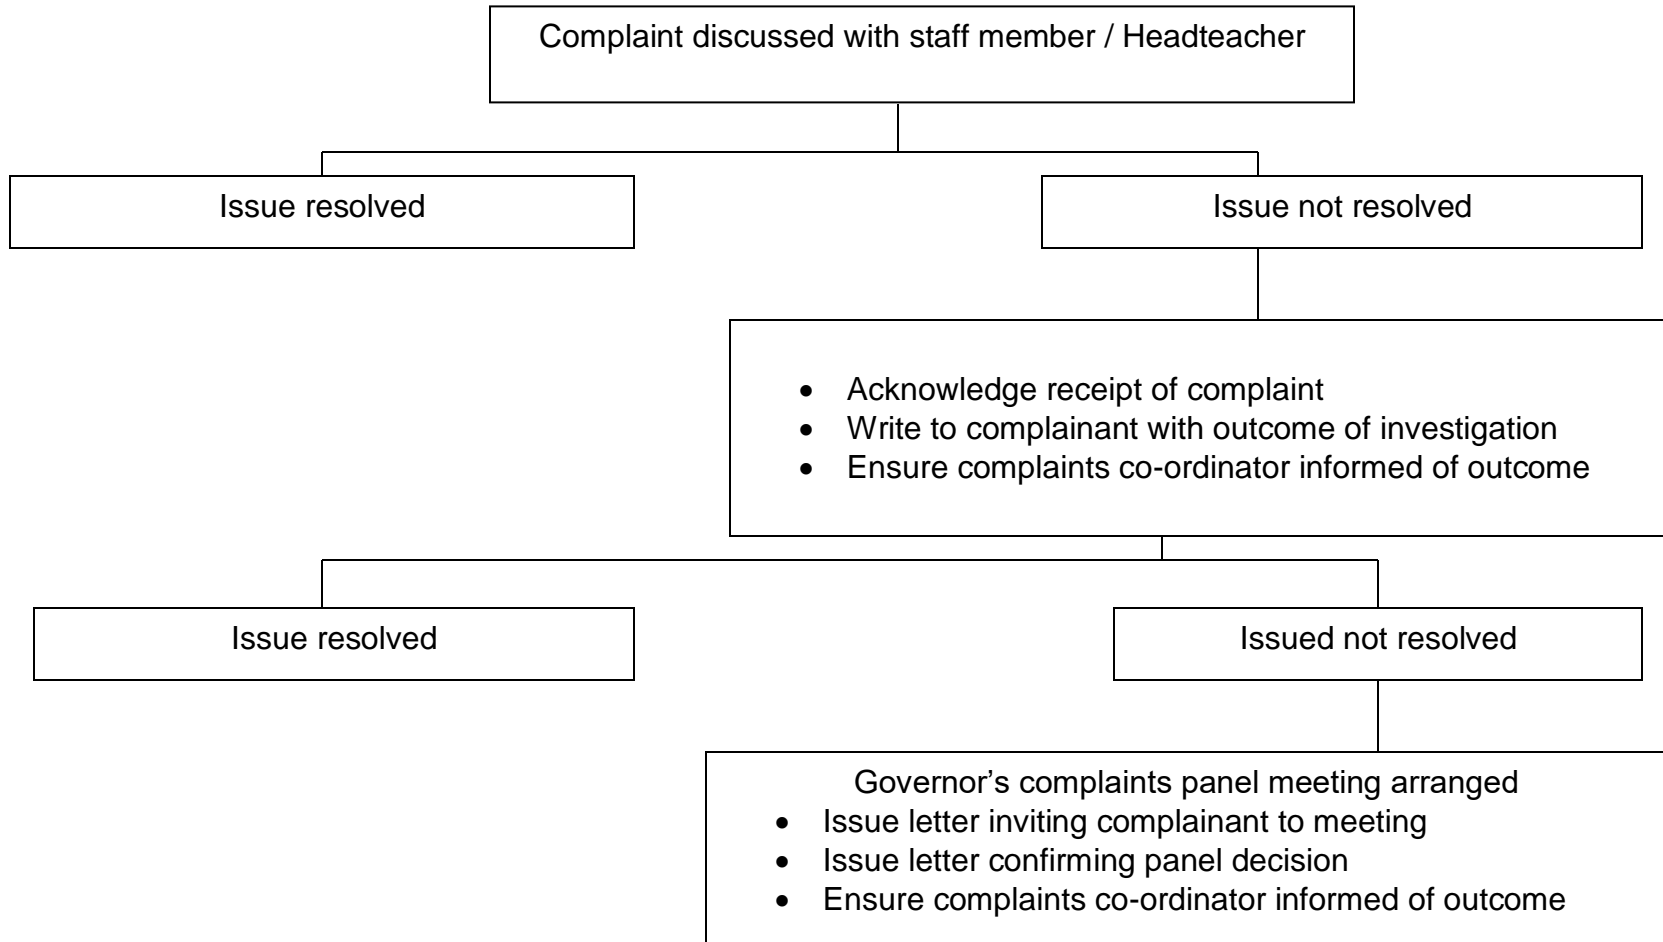 Complaint discussed with staff member / Headteacher
Issue resolved
Issue not resolved
• Acknowledge receipt of complaint
• Write to complainant with outcome of investigation
• Ensure complaints co-ordinator informed of outcome
Issue resolved
Issued not resolved
Governor’s complaints panel meeting arranged
• Issue letter inviting complainant to meeting
• Issue letter confirming panel decision
• Ensure complaints co-ordinator informed of outcome